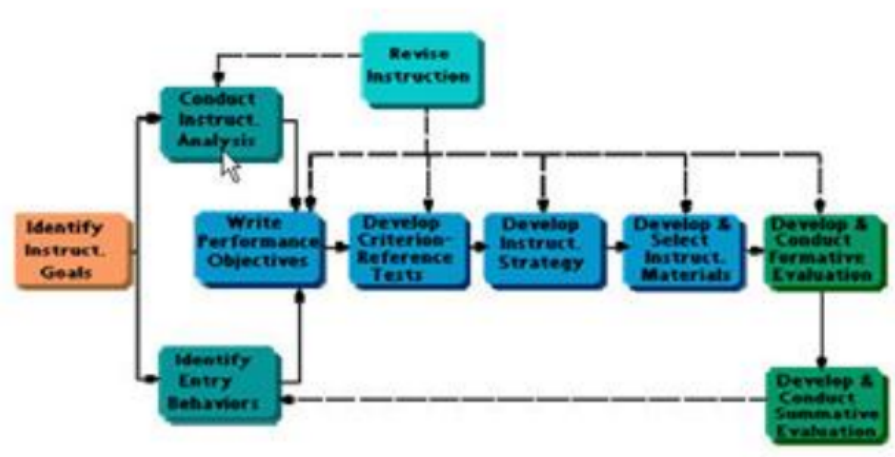 Revise
Instruction
Conduct
Instruct.
Analysis
Identify
Instruct.
Goals
Write
Performance
Objectives
Develop
Criterion-
Reference
Tests
Develop
Instruct.
Strategy
Develop &
Select
Instruct.
Materials
Develop &
Conduct
Formative
Evaluation
Identify
Entry
Behaviors
Develop &
Conduct
Summative
Evaluation